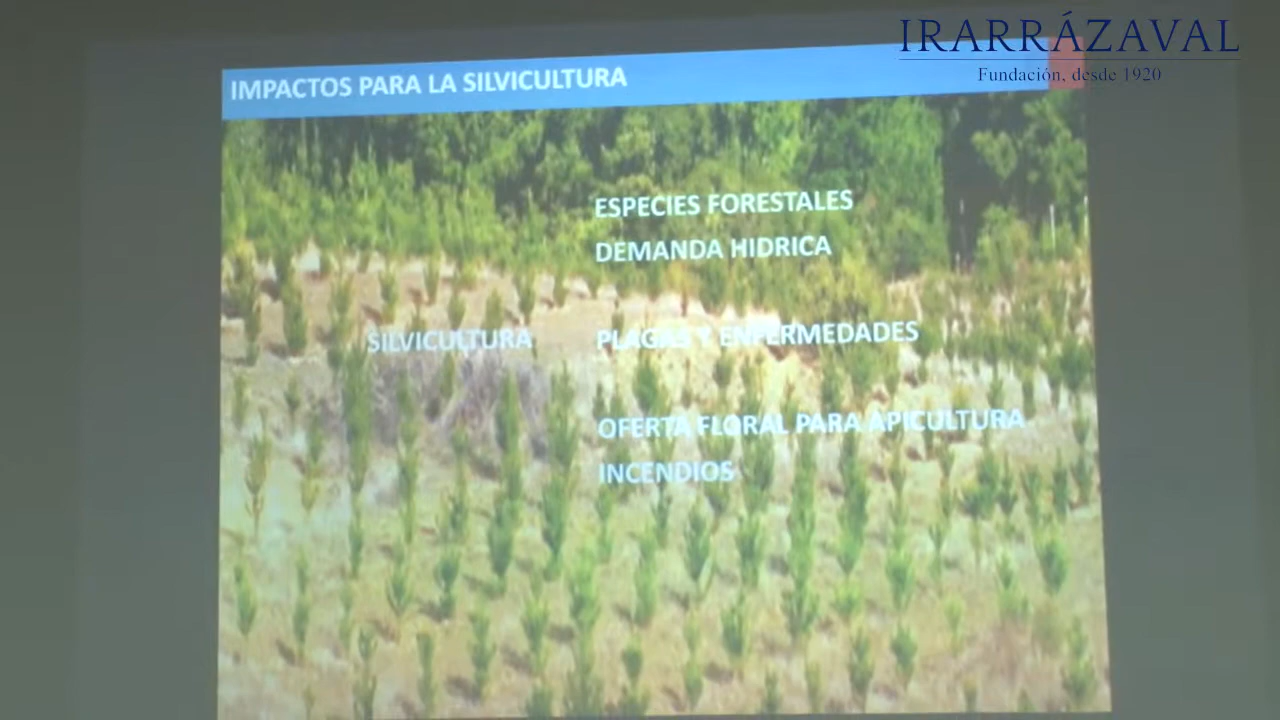 IRARRÁZAVAL
Fundación, desde 1920
IMPACTOS PARA LA SILVICULTURA
ESPECIES FORESTALES
DEMANDA HIDRICA
SILVICULTURA
PLAGAS Y ENFERMEDADES
OFERTA FLORAL PARA APICULTURA
INCENDIOS